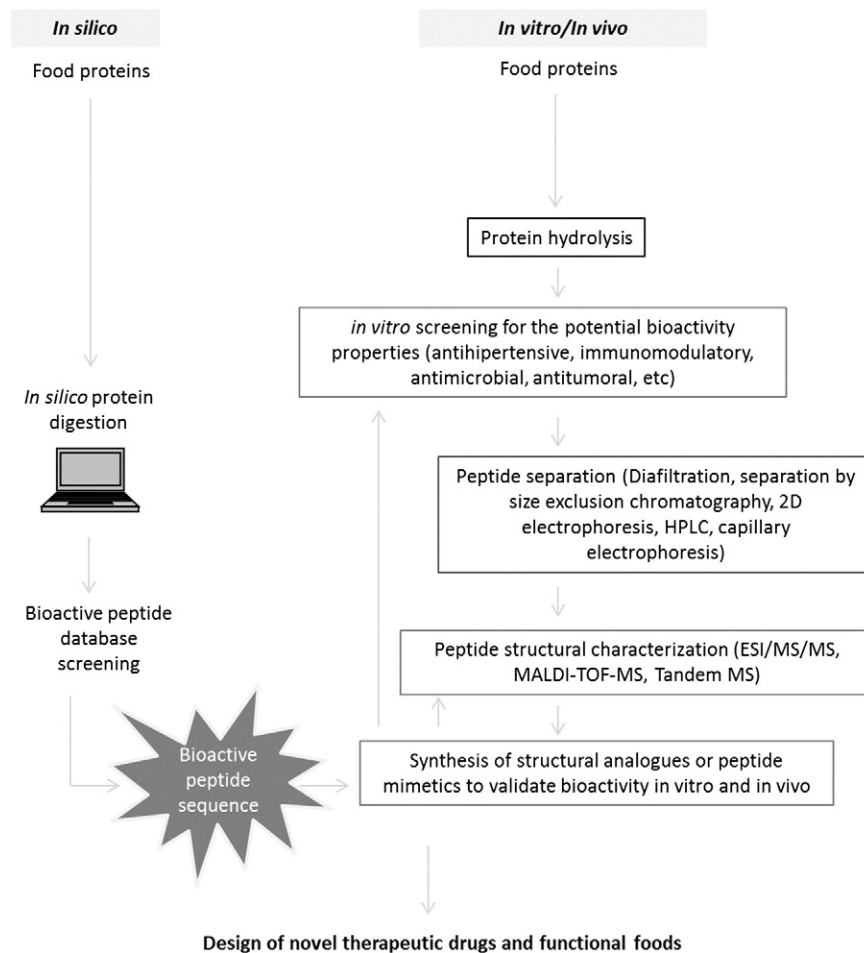 In silico
Food proteins
In silico protein
digestion
Bioactive peptide
database
screening
Bioactive
peptide
sequence
In vitro/In vivo
Food proteins
Protein hydrolysis
in vitro screening for the potential bioactivity
properties (antihipertensive, immunomodulatory,
antimicrobial, antitumoral, etc)
Peptide separation (Diafiltration, separation by
size exclusion chromatography, 2D
electrophoresis, HPLC, capillary
electrophoresis)
Peptide structural characterization (ESI/MS/MS,
MALDI-TOF-MS, Tandem MS)
Synthesis of structural analogues or peptide
mimetics to validate bioactivity in vitro and in vivo
Design of novel therapeutic drugs and functional foods